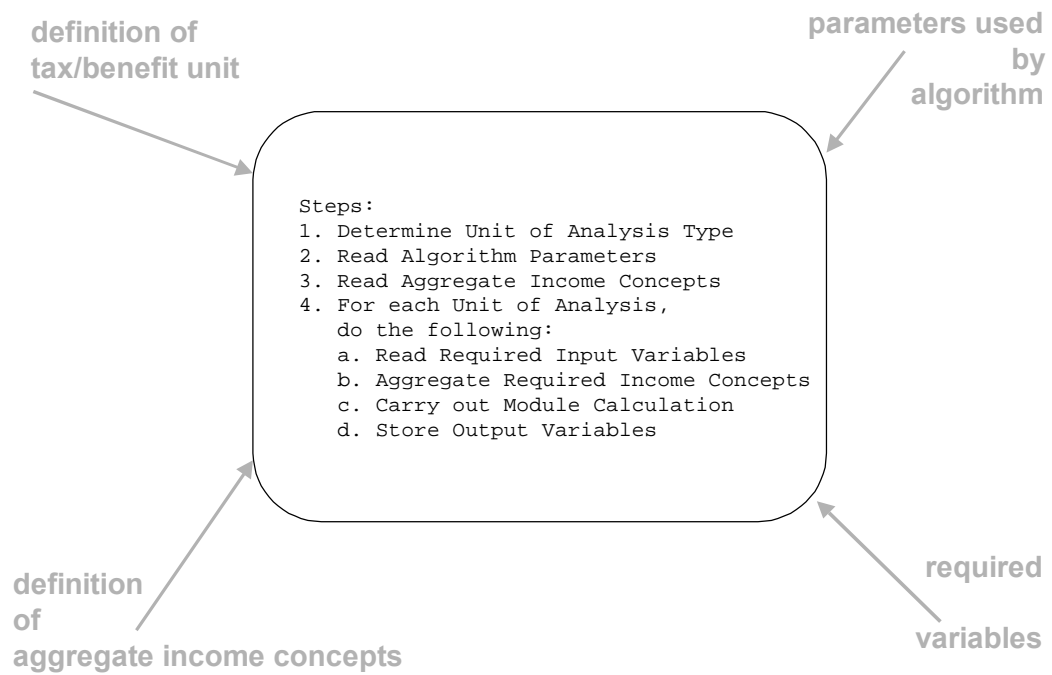 definition of
tax/benefit unit
parameters used
by
algorithm
Steps:
1. Determine Unit of Analysis Type
2. Read Algorithm Parameters
3. Read Aggregate Income Concepts
4. For each Unit of Analysis,
do the following:
a. Read Required Input Variables
b. Aggregate Required Income Concepts
c. Carry out Module Calculation
d. Store Output Variables
definition
of
aggregate income concepts
required
variables